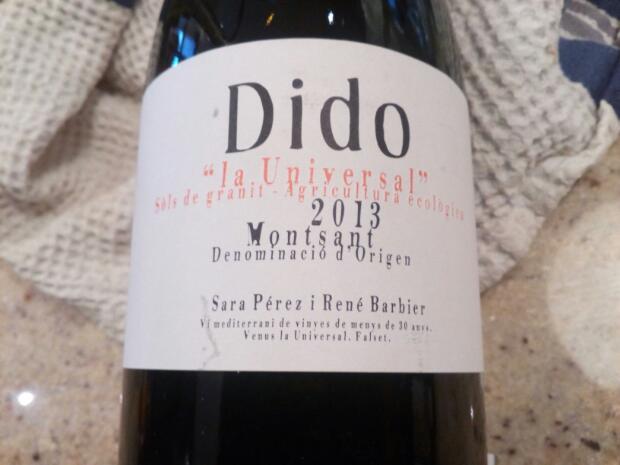 Dido
"la Universal"
Sòls de granit - Agricultura ecològica
2013
Montsant
Denominació d'Origen
Sara Pérez i René Barbier
Vi mediterrani de vinyes de menys de 30 anys.
Venus la Universal. Falset.